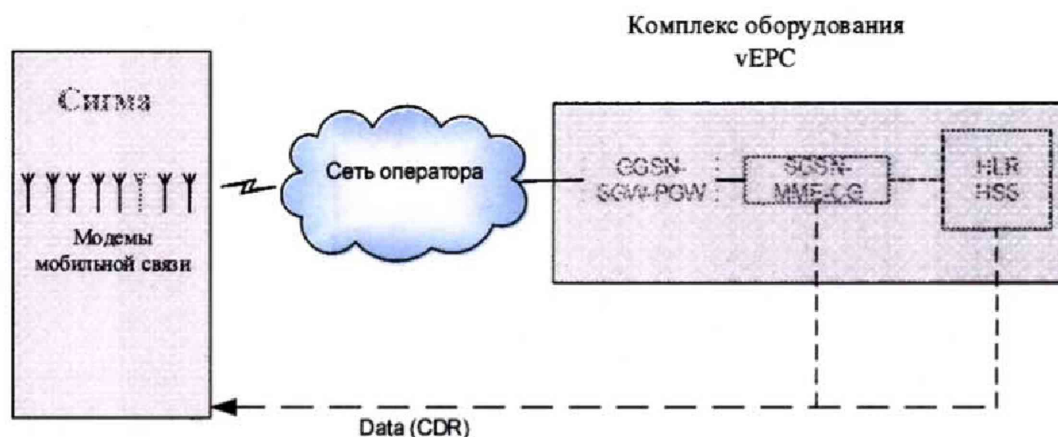 Комплекс оборудования
vEPC
Сигма
Сеть оператора
GGSN-
SGW-PGW
SGSN-
MME-CG
HLR
HSS
Модемы
мобильной связи
Data (CDR)